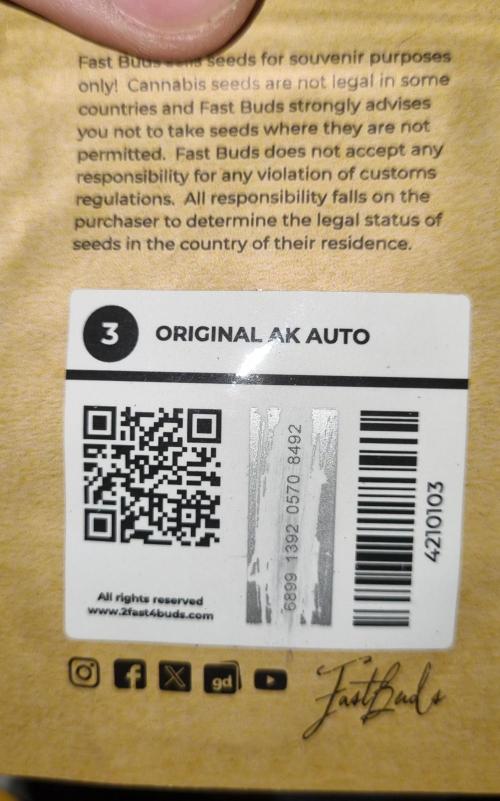 Fast Buds sells seeds for souvenir purposes
only! Cannabis seeds are not legal in some
countries and Fast Buds strongly advises
you not to take seeds where they are not
permitted. Fast Buds does not accept any
responsibility for any violation of customs
regulations. All responsibility falls on the
purchaser to determine the legal status of
seeds in the country of their residence.
3 ORIGINAL AK AUTO
6899 1392 0570 8492
4210103
All rights reserved
www.2fast4buds.com
gd
FastBuds